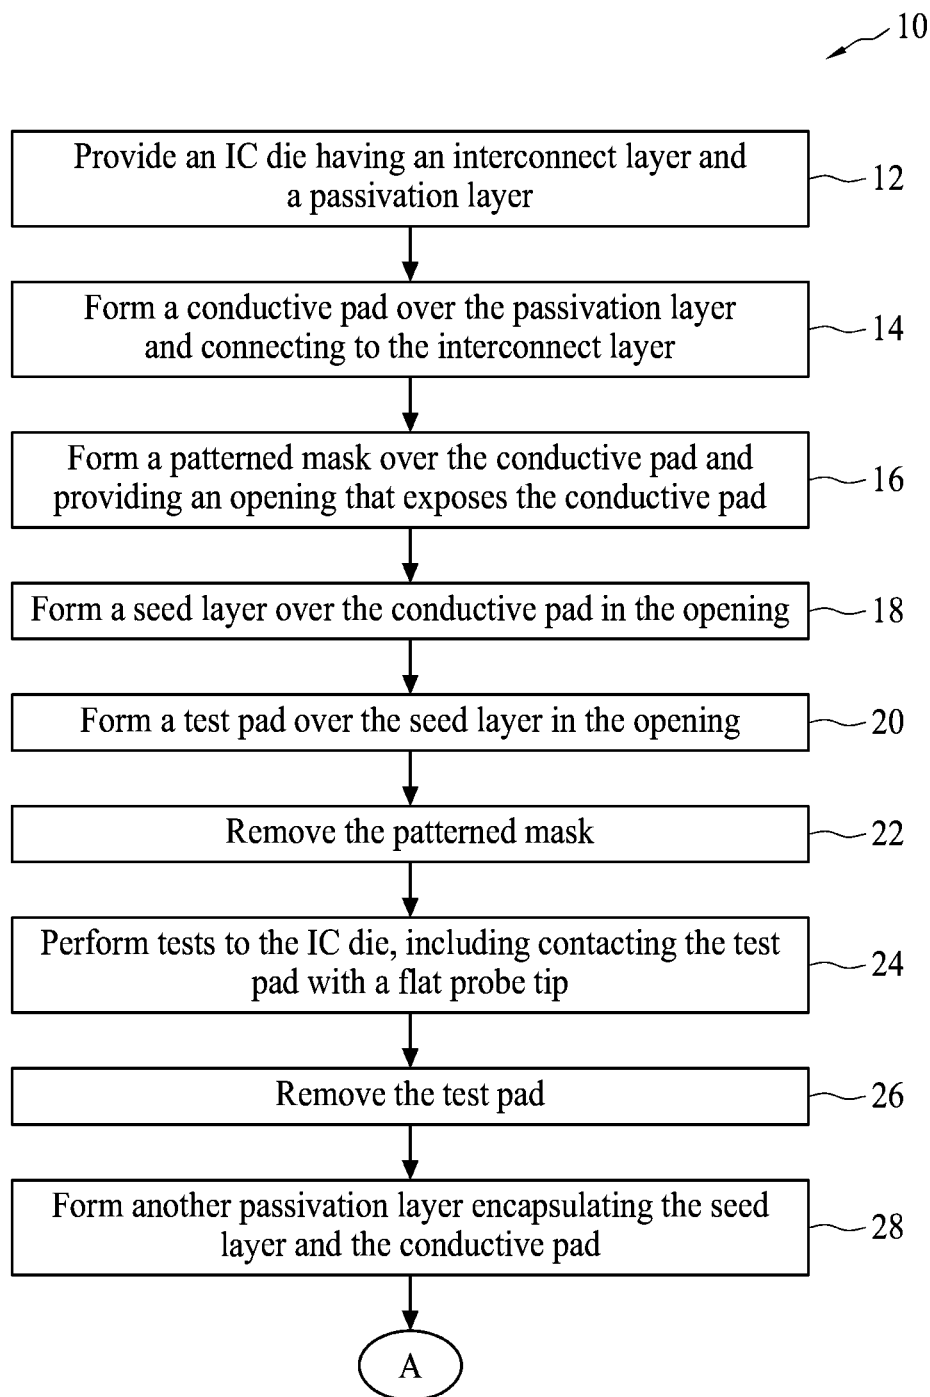 10
Provide an IC die having an interconnect layer and
a passivation layer
12
Form a conductive pad over the passivation layer
and connecting to the interconnect layer
14
Form a patterned mask over the conductive pad and
providing an opening that exposes the conductive pad
16
Form a seed layer over the conductive pad in the opening
18
Form a test pad over the seed layer in the opening
20
Remove the patterned mask
22
Perform tests to the IC die, including contacting the test
pad with a flat probe tip
24
Remove the test pad
26
Form another passivation layer encapsulating the seed
layer and the conductive pad
28
A